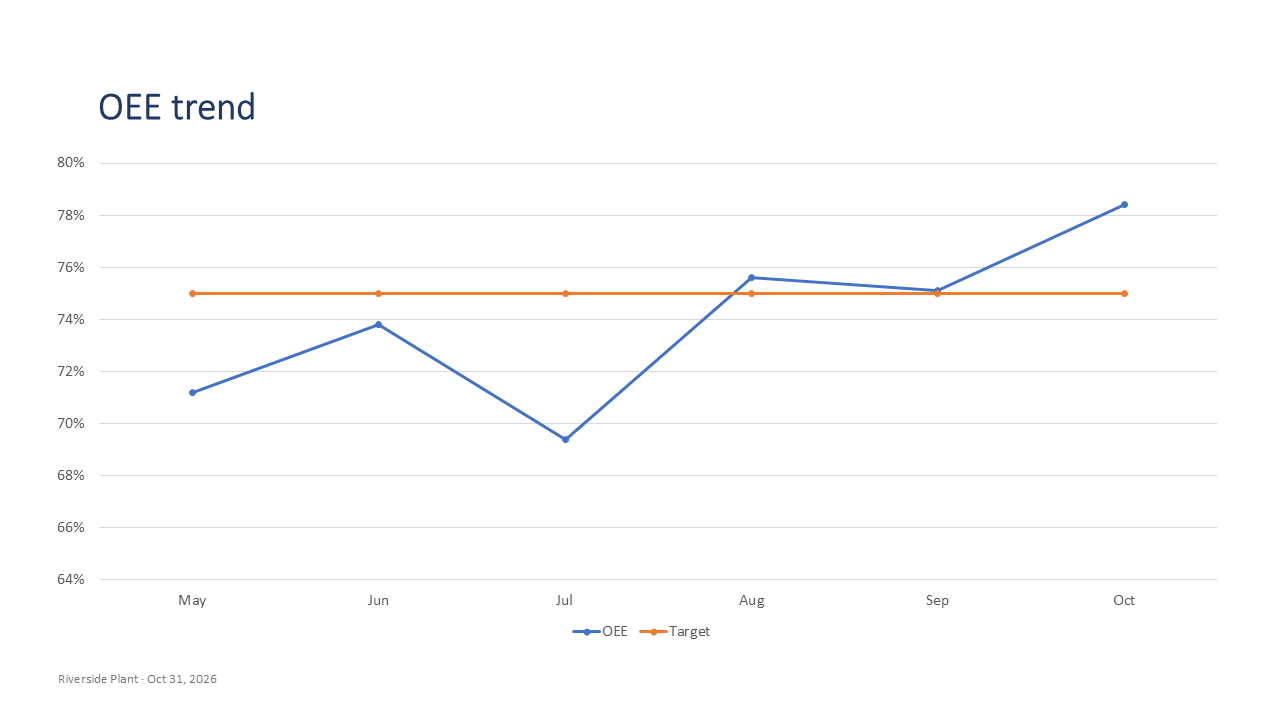 OEE trend
80%
78%
76%
74%
72%
70%
68%
66%
64%
May Jun Jul Aug Sep Oct
OEE Target
Riverside Plant · Oct 31, 2026